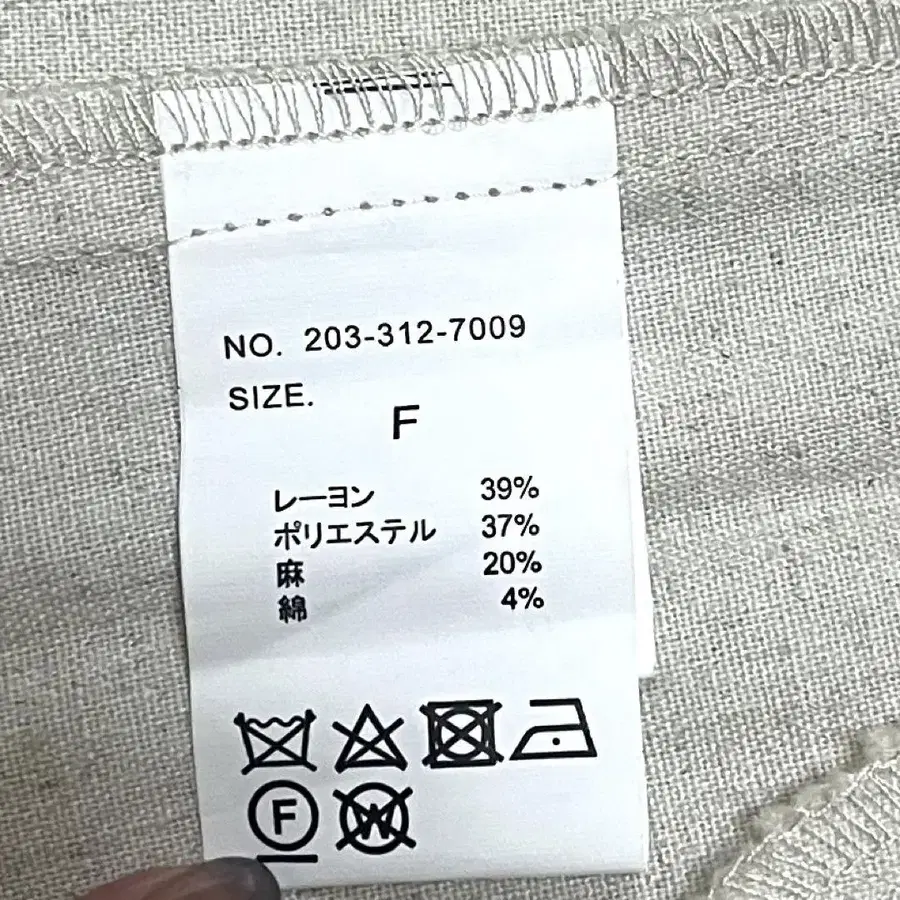 NO. 203-312-7009
SIZE.
F
レーヨン 39%
ポリエステル 37%
麻 20%
綿 4%
F W